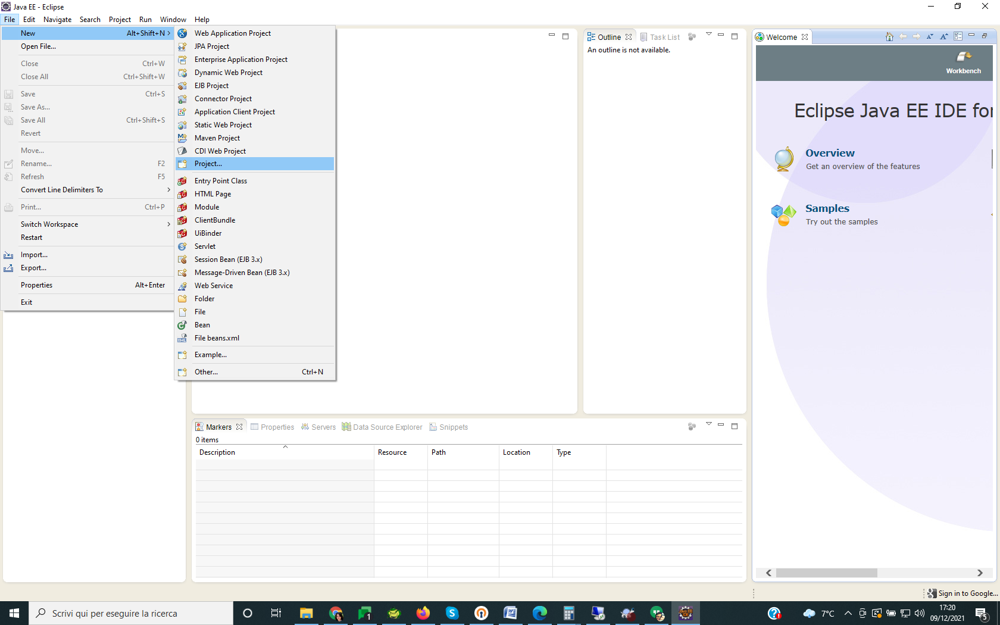 Java EE - Eclipse
File Edit Navigate Search Project Run Window Help
New Alt+Shift+N
Open File...
Close Ctrl+W
Close All Ctrl+Shift+W
Save Ctrl+S
Save As...
Save All Ctrl+Shift+S
Revert
Move...
Rename... F2
Refresh F5
Convert Line Delimiters To
Print... Ctrl+P
Switch Workspace
Restart
Import...
Export...
Properties Alt+Enter
Exit
Web Application Project
JPA Project
Enterprise Application Project
Dynamic Web Project
EJB Project
Connector Project
Application Client Project
Static Web Project
Maven Project
CDI Web Project
Project...
Entry Point Class
HTML Page
Module
ClientBundle
UiBinder
Servlet
Session Bean (EJB 3.x)
Message-Driven Bean (EJB 3.x)
Web Service
Folder
File
Bean
File beans.xml
Example...
Other... Ctrl+N
Outline Task List
An outline is not available.
Welcome
Workbench
Eclipse Java EE IDE for
Overview
Get an overview of the features
Samples
Try out the samples
Markers Properties Servers Data Source Explorer Snippets
0 items
Description Resource Path Location Type
Sign in to Google...
Scrivi qui per eseguire la ricerca
1
7°C
17:20
09/12/2021
5